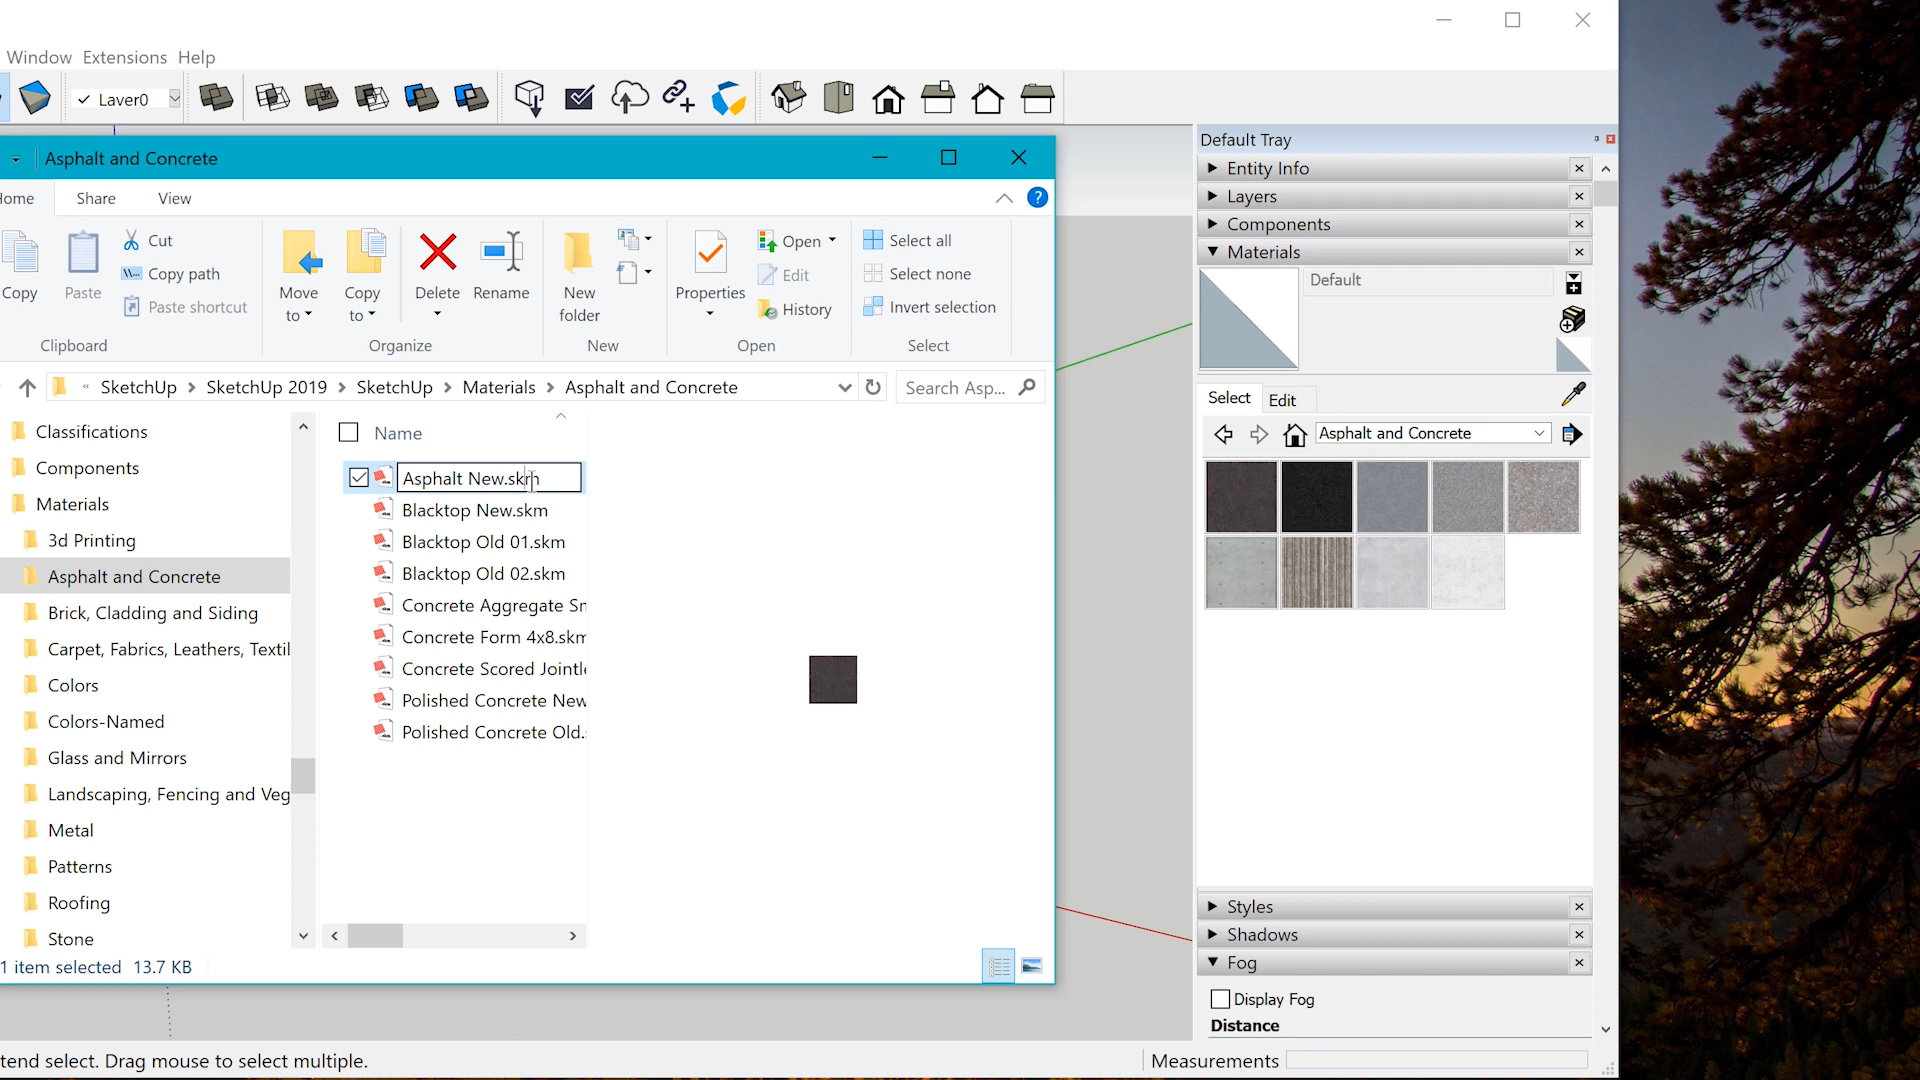 Window Extensions Help
Layer0
Asphalt and Concrete
Home Share View
Copy
Paste
Cut
Copy path
Paste shortcut
Clipboard
Move to
Copy to
Delete
Rename
Organize
New folder
New
Properties
Open
Edit
History
Open
Select all
Select none
Invert selection
Select
« SketchUp > SketchUp 2019 > SketchUp > Materials > Asphalt and Concrete
Search Asp...
Classifications
Components
Materials
3d Printing
Asphalt and Concrete
Brick, Cladding and Siding
Carpet, Fabrics, Leathers, Textil
Colors
Colors-Named
Glass and Mirrors
Landscaping, Fencing and Veg
Metal
Patterns
Roofing
Stone
Name
Asphalt New.skm
Blacktop New.skm
Blacktop Old 01.skm
Blacktop Old 02.skm
Concrete Aggregate Sm
Concrete Form 4x8.skm
Concrete Scored Jointle
Polished Concrete New
Polished Concrete Old.s
1 item selected 13.7 KB
tend select. Drag mouse to select multiple.
Measurements
Default Tray
Entity Info
Layers
Components
Materials
Default
Select Edit
Asphalt and Concrete
Styles
Shadows
Fog
Display Fog
Distance